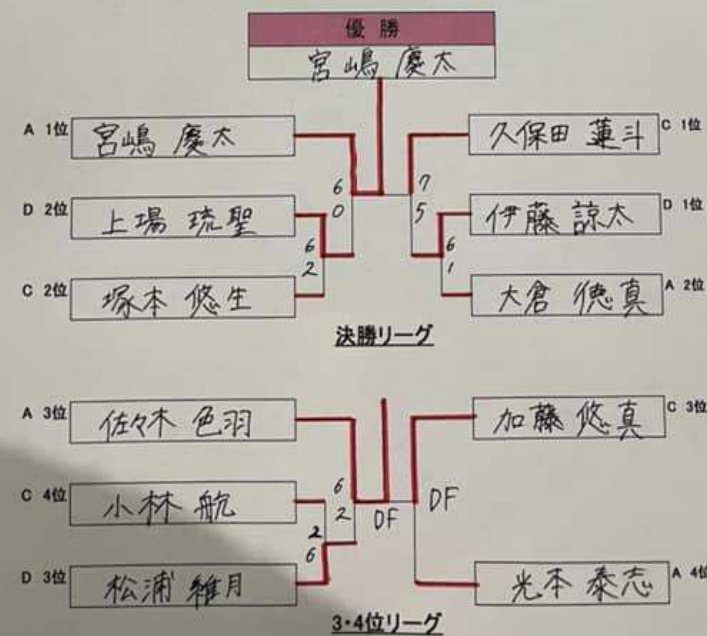 優勝
宮嶋 慶太
A 1位 宮嶋 慶太
久保田 蓮斗 C 1位
6
0
7
5
D 2位 上場 琉聖
伊藤 諒太 D 1位
6
2
6
1
C 2位 塚本 悠生
大倉 徳真 A 2位
決勝リーグ
A 3位 佐々木 色羽
加藤 悠真 C 3位
6
2
DF
DF
C 4位 小林 航
2
6
D 3位 松浦 維月
光本 泰志 A 4位
3・4位リーグ